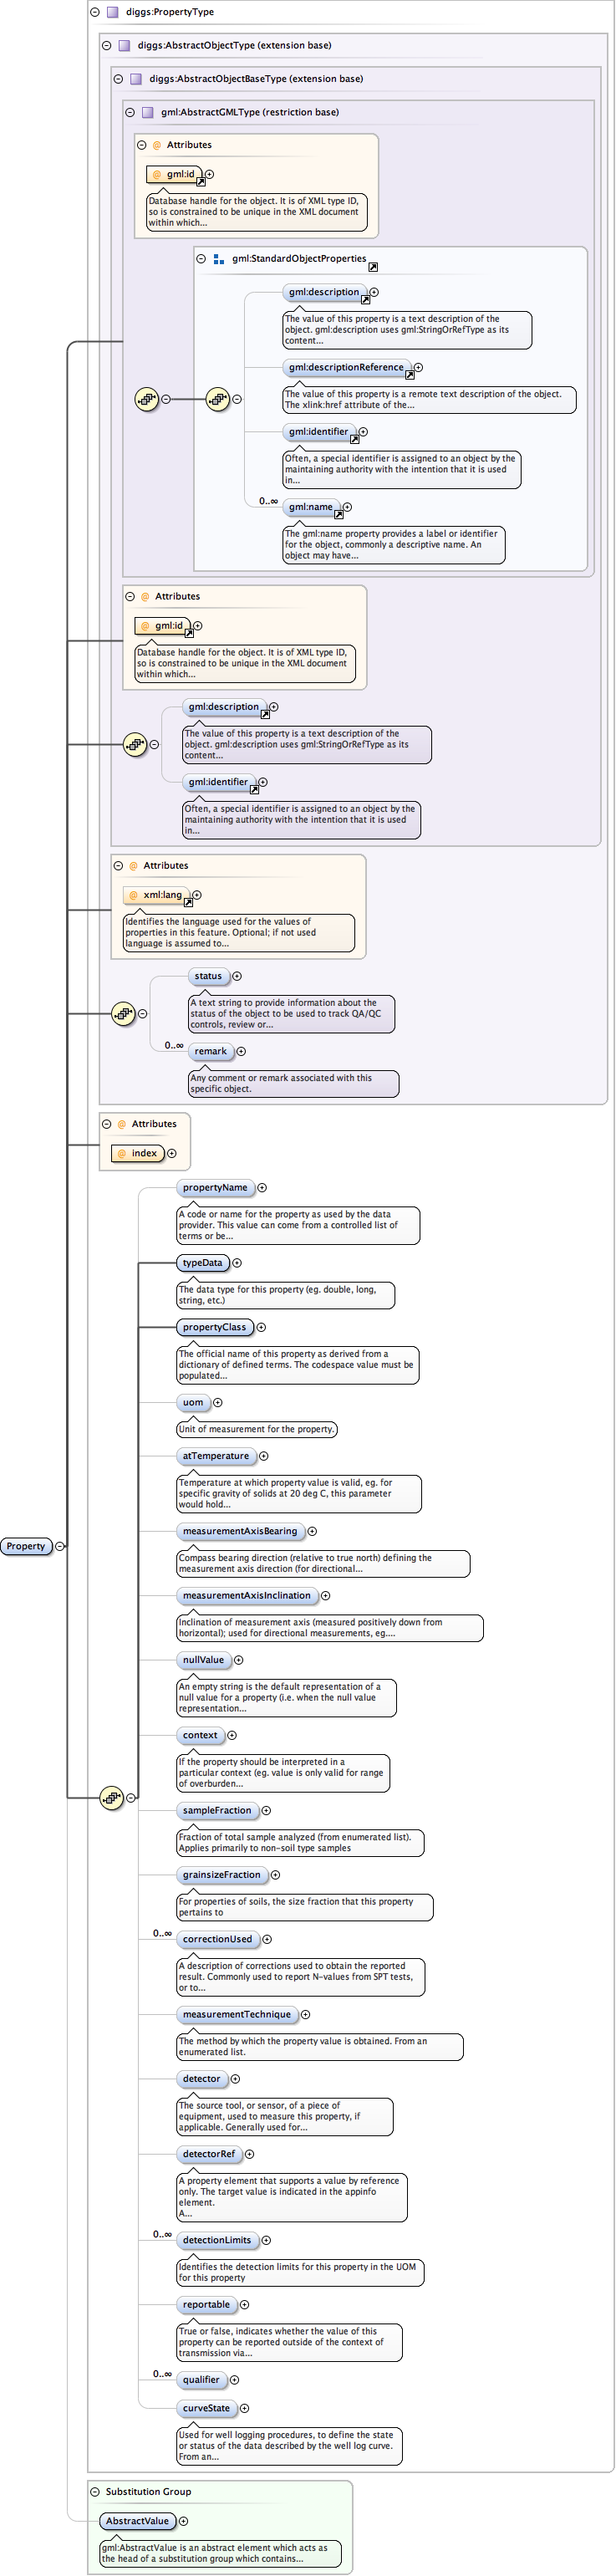 diggs:PropertyType
diggs:AbstractObjectType (extension base)
diggs:AbstractObjectBaseType (extension base)
gml:AbstractGMLType (restriction base)
@ Attributes
@ gml:id
Database handle for the object. It is of XML type ID,
so is constrained to be unique in the XML document
within which...
gml:StandardObjectProperties
gml:description
The value of this property is a text description of the
object. gml:description uses gml:StringOrRefType as its
content...
gml:descriptionReference
The value of this property is a remote text description of the object.
The xlink:href attribute of the...
gml:identifier
Often, a special identifier is assigned to an object by the
maintaining authority with the intention that it is used
in...
0..∞
gml:name
The gml:name property provides a label or identifier
for the object, commonly a descriptive name. An
object may have...
@ Attributes
@ gml:id
Database handle for the object. It is of XML type ID,
so is constrained to be unique in the XML document
within which...
gml:description
The value of this property is a text description of the
object. gml:description uses gml:StringOrRefType as its
content...
gml:identifier
Often, a special identifier is assigned to an object by the
maintaining authority with the intention that it is used
in...
@ Attributes
@ xml:lang
Identifies the language used for the values of
properties in this feature. Optional; if not used
language is assumed to...
status
A text string to provide information about the
status of the object to be used to track QA/QC
controls, review or...
0..∞
remark
Any comment or remark associated with this
specific object.
@ Attributes
@ index
propertyName
A code or name for the property as used by the data
provider. This value can come from a controlled list of
terms or be...
typeData
The data type for this property (eg. double, long,
string, etc.)
propertyClass
The official name of this property as derived from a
dictionary of defined terms. The codespace value must be
populated...
uom
Unit of measurement for the property.
atTemperature
Temperature at which property value is valid, eg. for
specific gravity of solids at 20 deg C, this parameter
would hold...
measurementAxisBearing
Compass bearing direction (relative to true north) defining the
measurement axis direction (for directional...
Property
measurementAxisInclination
Inclination of measurement axis (measured positively down from
horizontal); used for directional measurements, eg....
nullValue
An empty string is the default representation of a
null value for a property (i.e. when the null value
representation...
context
If the property should be interpreted in a
particular context (eg. value is only valid for range
of overburden...
sampleFraction
Fraction of total sample analyzed (from enumerated list).
Applies primarily to non-soil type samples
grainsizeFraction
For properties of soils, the size fraction that this property
pertains to
0..∞
correctionUsed
A description of corrections used to obtain the reported
result. Commonly used to report N-values from SPT tests,
or to...
measurementTechnique
The method by which the property value is obtained. From an
enumerated list.
detector
The source tool, or sensor, of a piece of
equipment, used to measure this property, if
applicable. Generally used for...
detectorRef
A property element that supports a value by reference
only. The target value is indicated in the appinfo
element.
A...
0..∞
detectionLimits
Identifies the detection limits for this property in the UOM
for this property
reportable
True or false, indicates whether the value of this
property can be reported outside of the context of
transmission via...
0..∞
qualifier
curveState
Used for well logging procedures, to define the state
or status of the data described by the well log curve.
From an...
Substitution Group
AbstractValue
gml:AbstractValue is an abstract element which acts as
the head of a substitution group which contains...